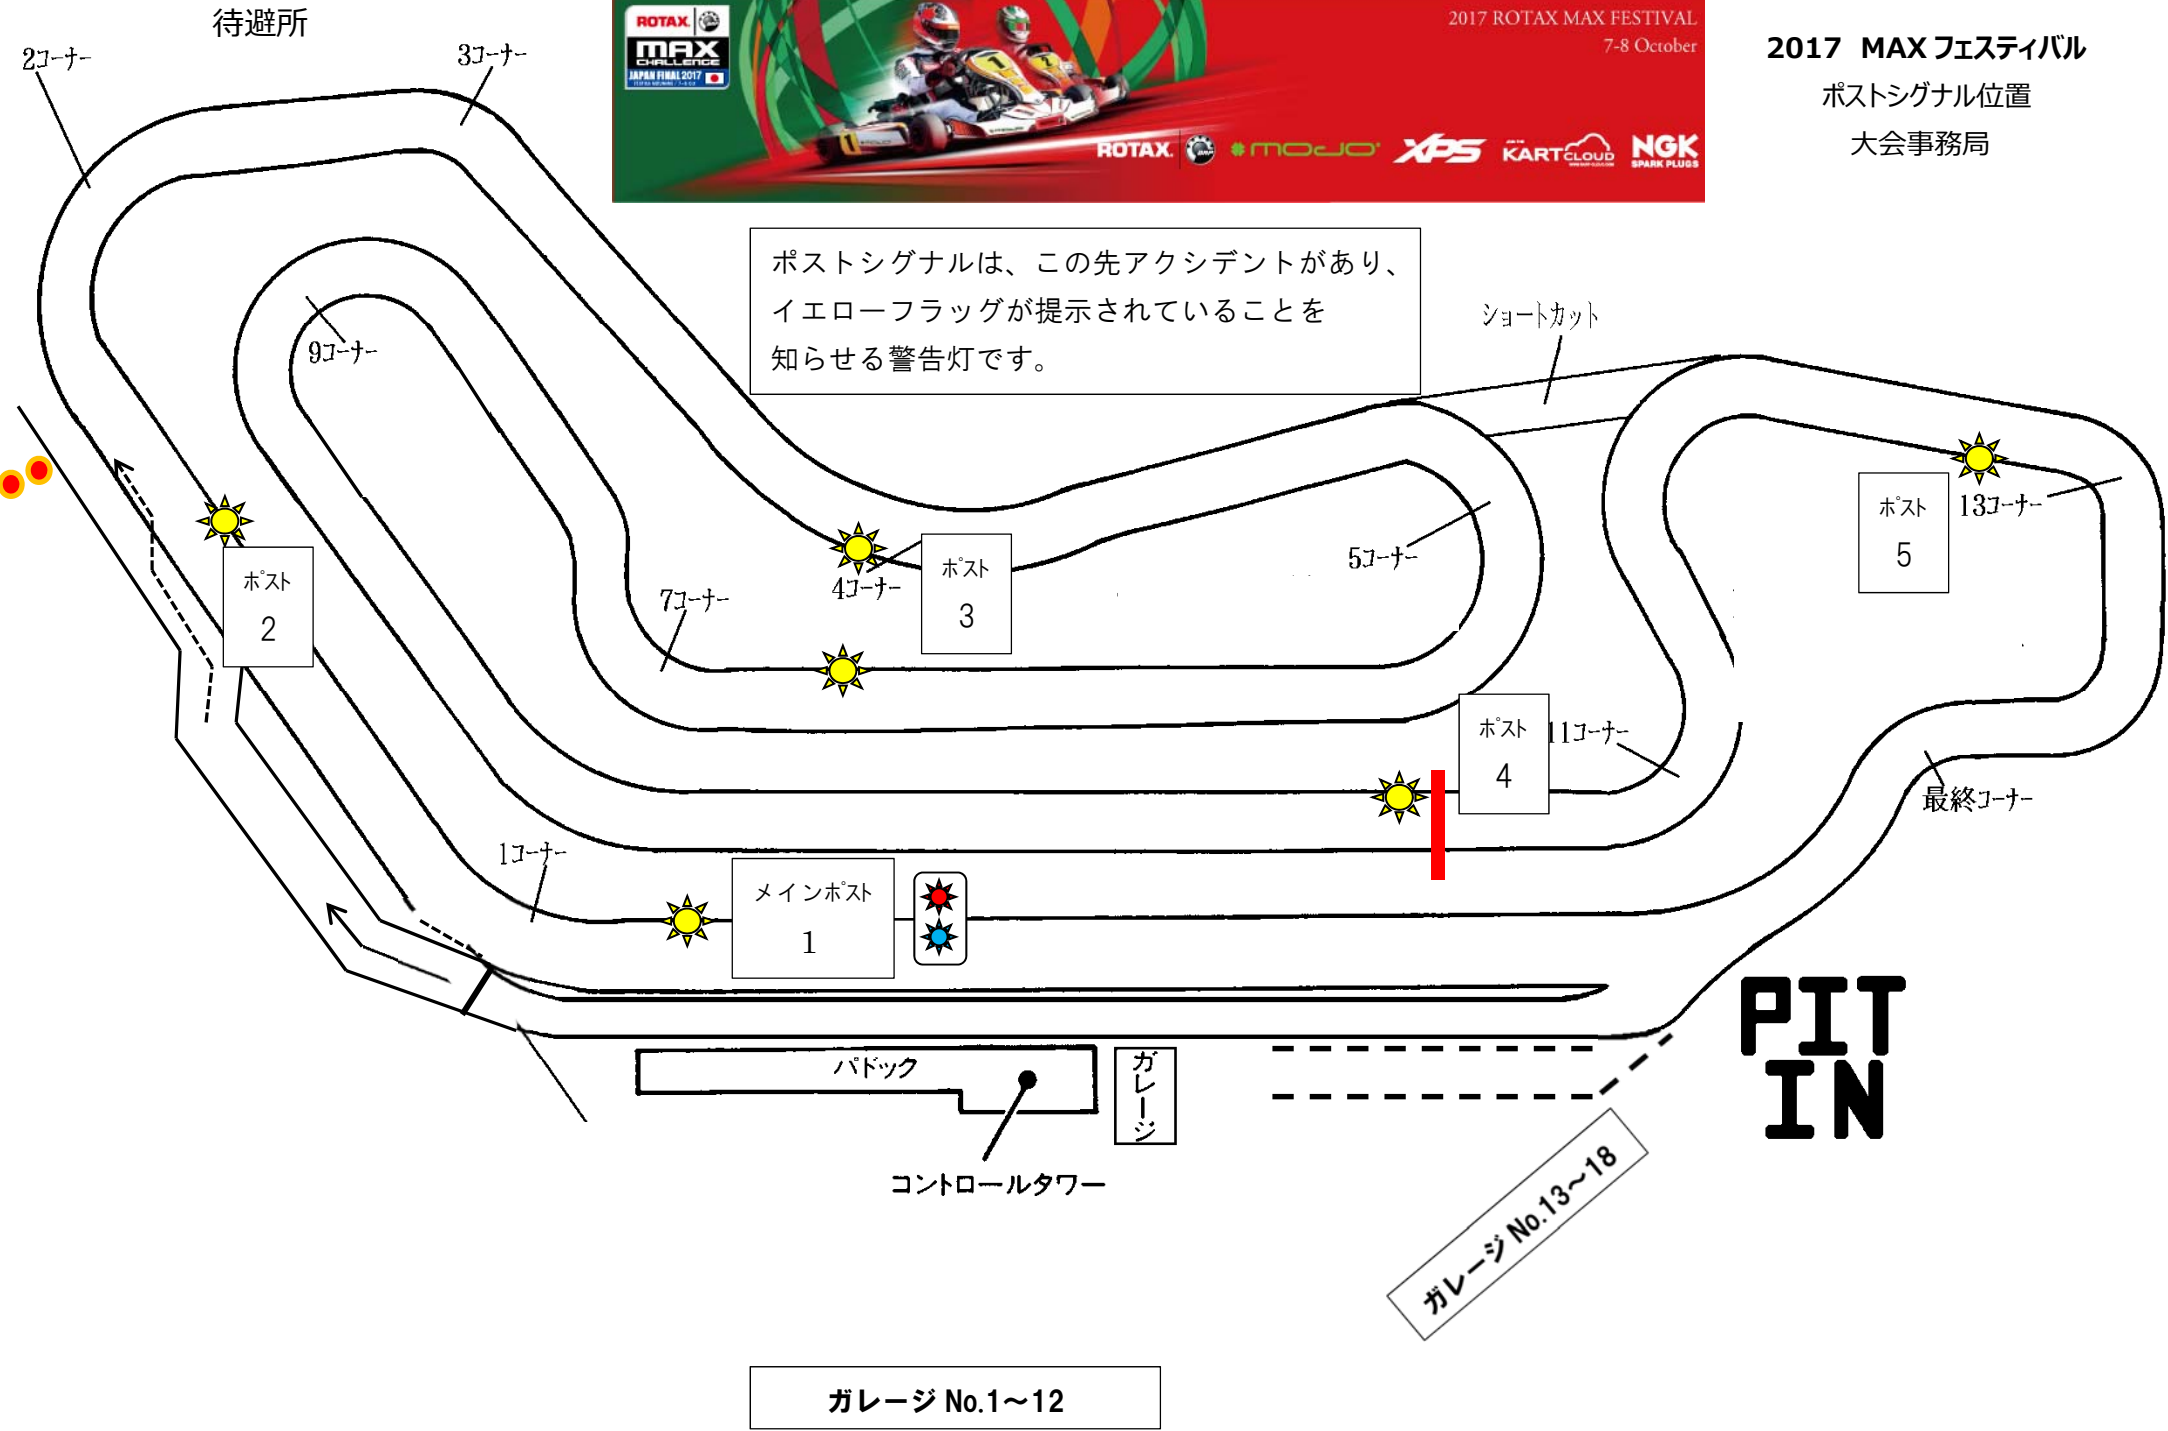 待避所
2コーナー
3コーナー
ROTAX
MAX
CHALLENGE
JAPAN FINAL 2017
2017 ROTAX MAX FESTIVAL
7-8 October
ROTAX. #MOJO XPS KARTCLOUD NGK
SPARK PLUGS
2017 MAXフェスティバル
ポストシグナル位置
大会事務局
ポストシグナルは、この先アクシデントがあり、
イエローフラッグが提示されていることを
知らせる警告灯です。
ショートカット
9コーナー
ポスト
2
7コーナー
4コーナー
ポスト
3
5コーナー
ポスト
5
13コーナー
ポスト
4
11コーナー
最終コーナー
1コーナー
メインポスト
1
PIT
IN
パドック
ガレージ
コントロールタワー
ガレージ No.13～18
ガレージ No.1～12